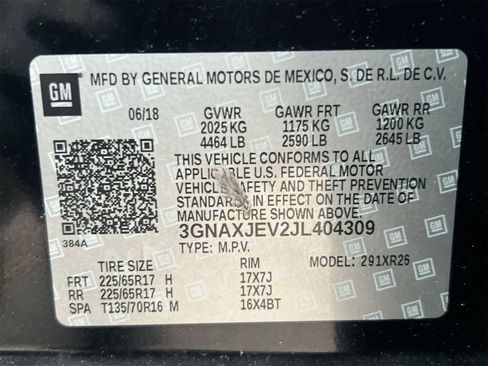 GM
MFD BY GENERAL MOTORS DE MEXICO, S. DE R.L. DE C.V.
06/18 GVWR GAWR FRT GAWR RR
2025 KG 1175 KG 1200 KG
4464 LB 2590 LB 2645 LB
THIS VEHICLE CONFORMS TO ALL
APPLICABLE U.S. FEDERAL MOTOR
VEHICLE SAFETY AND THEFT PREVENTION
STANDARDS IN EFFECT ON THE DATE OF
MANUFACTURE SHOWN ABOVE.
384A
3GNAXJEV2JL404309
TYPE: M.P.V.
TIRE SIZE RIM MODEL: 291XR26
FRT 225/65R17 H 17X7J
RR 225/65R17 H 17X7J
SPA T135/70R16 M 16X4BT